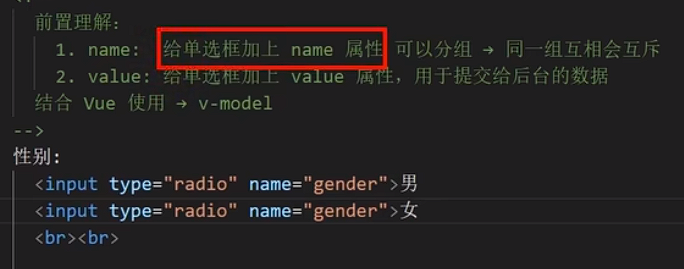 前置理解:
1. name: 给单选框加上 name 属性 可以分组 → 同一组互相会互斥
2. value: 给单选框加上 value 属性，用于提交给后台的数据
结合 Vue 使用 → v-model
-->
性别:
<input type="radio" name="gender">男
<input type="radio" name="gender">女
<br><br>